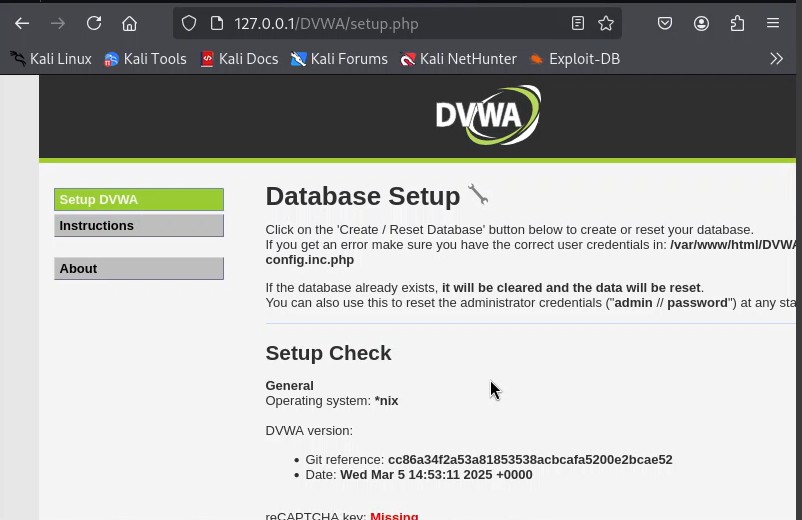 127.0.0.1/DVWA/setup.php
Kali Linux Kali Tools Kali Docs Kali Forums Kali NetHunter Exploit-DB
DVWA
Setup DVWA
Instructions
About
Database Setup
Click on the 'Create / Reset Database' button below to create or reset your database.
If you get an error make sure you have the correct user credentials in: /var/www/html/DVWA
config.inc.php
If the database already exists, it will be cleared and the data will be reset.
You can also use this to reset the administrator credentials ("admin // password") at any sta
Setup Check
General
Operating system: *nix
DVWA version:
• Git reference: cc86a34f2a53a81853538acbcafa5200e2bcae52
• Date: Wed Mar 5 14:53:11 2025 +0000
reCAPTCHA key: Missing